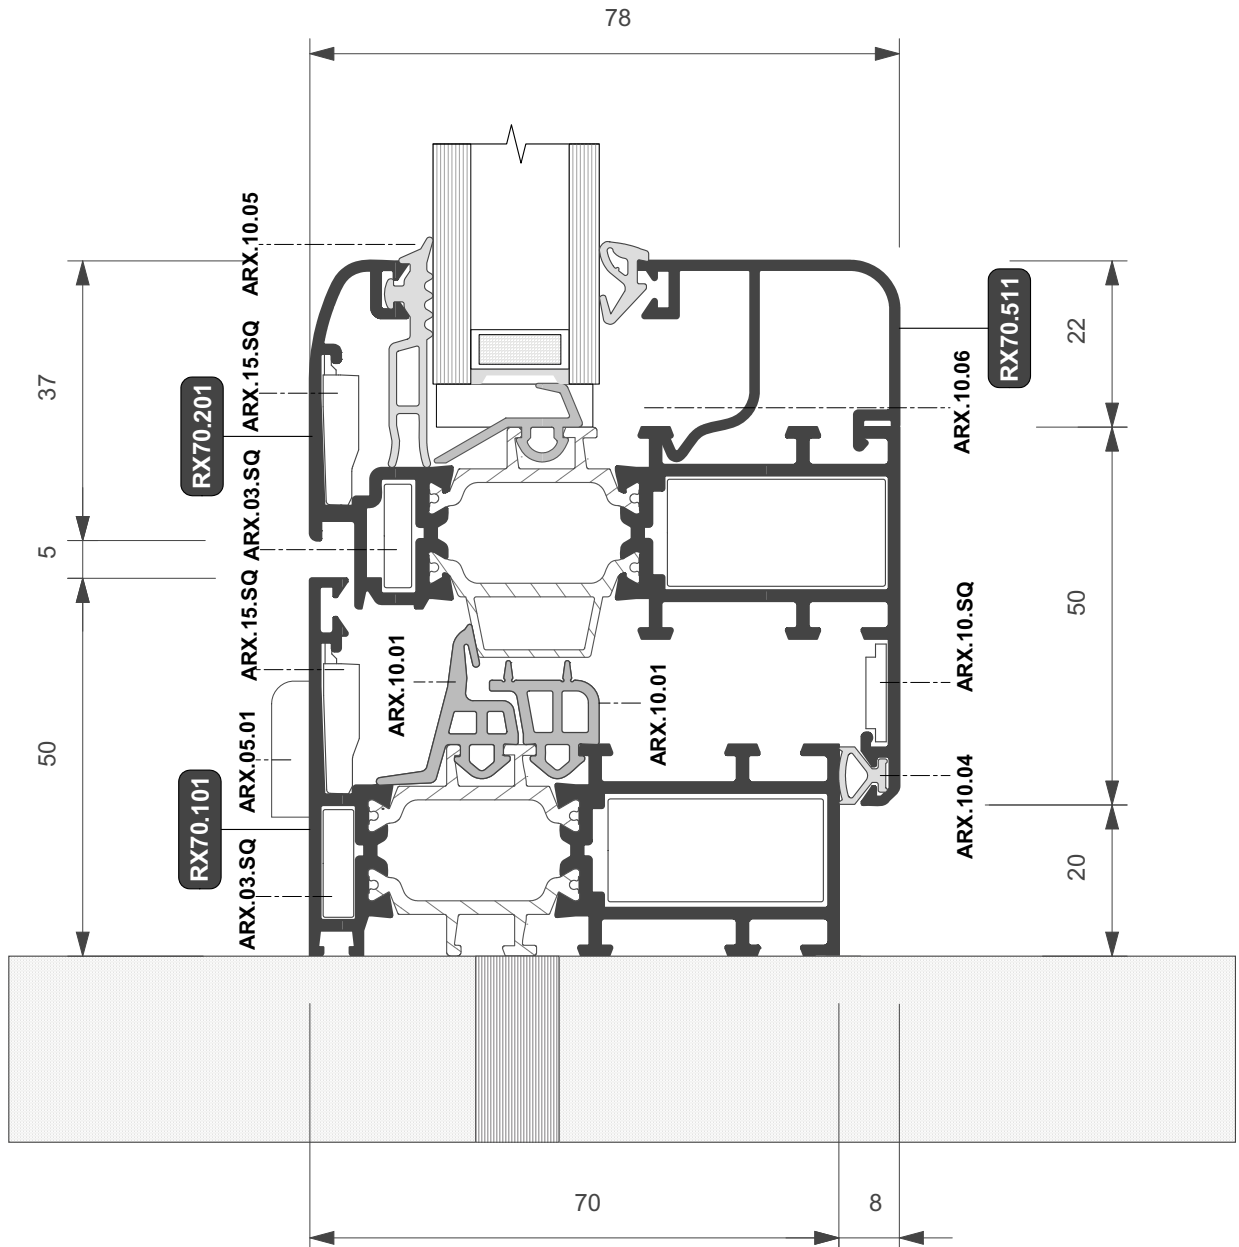 78
ARX.10.05
ARX.15.SQ
RX70.201
ARX.03.SQ
ARX.15.SQ
ARX.05.01
RX70.101
ARX.03.SQ
37
5
50
ARX.10.01
ARX.10.01
RX70.511
ARX.10.06
ARX.10.SQ
ARX.10.04
22
50
20
70
8